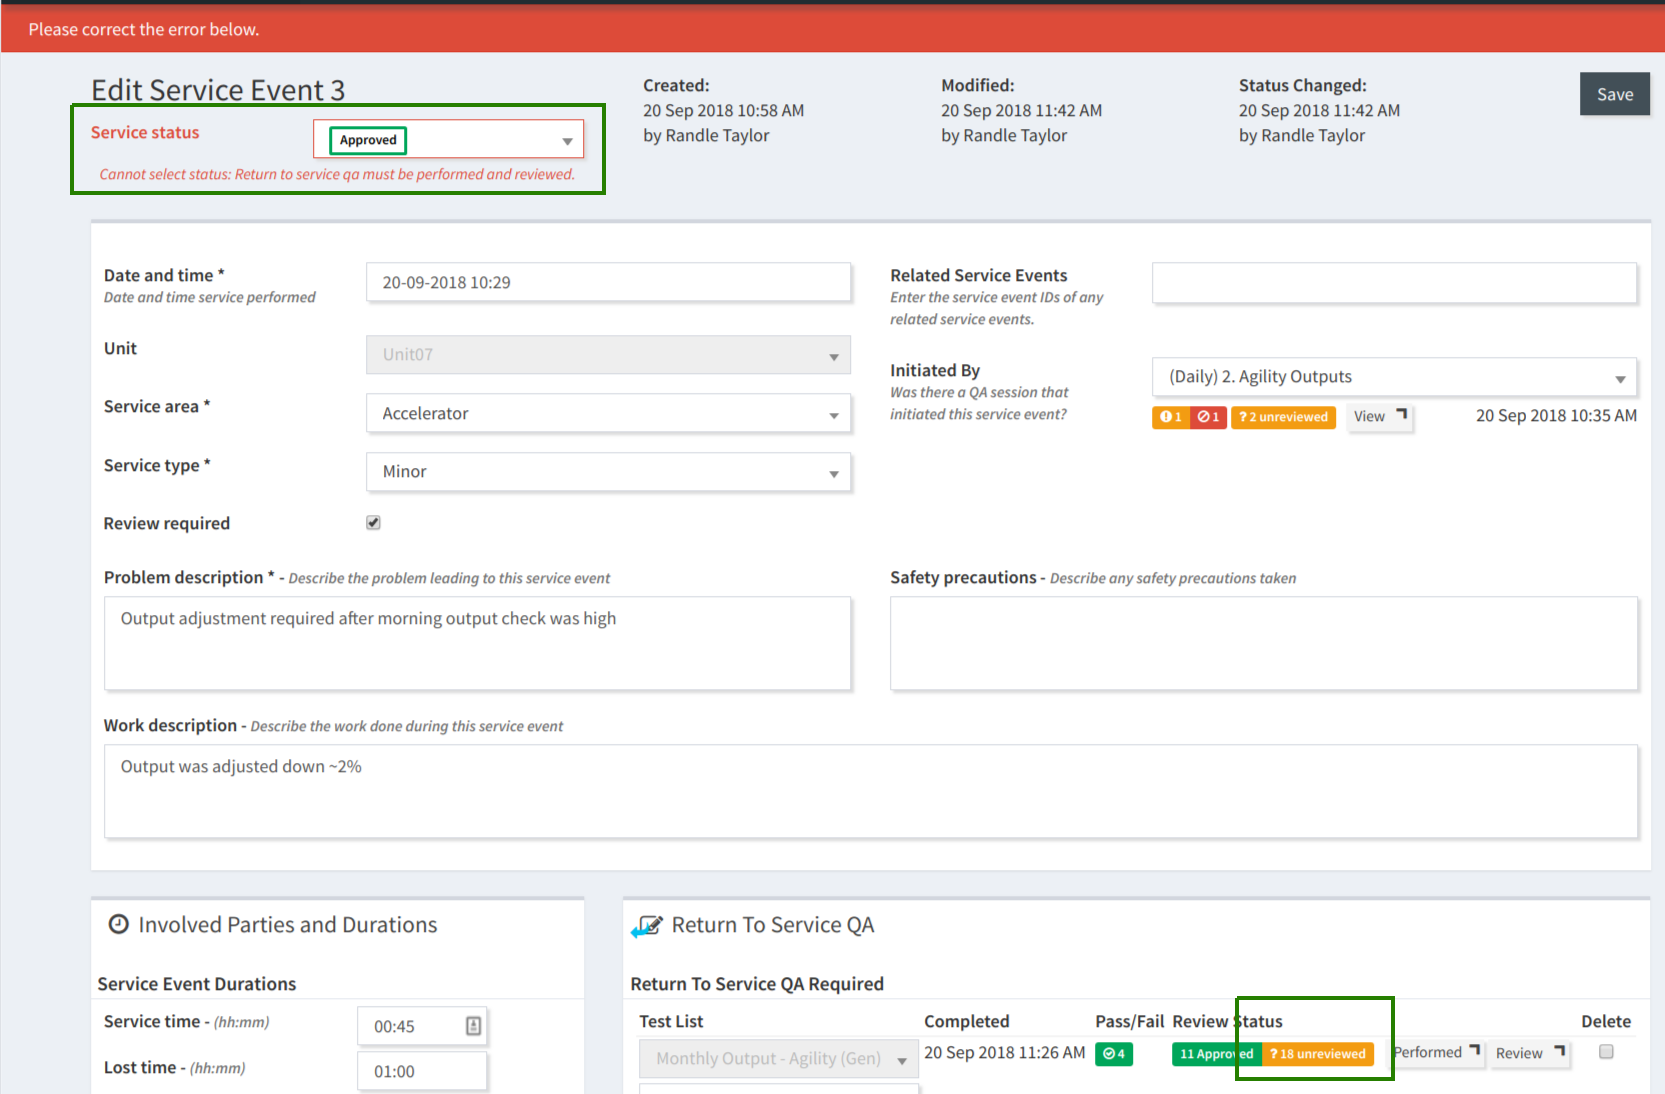 Please correct the error below.
Edit Service Event 3
Service status
Approved
Cannot select status: Return to service qa must be performed and reviewed.
Created:
20 Sep 2018 10:58 AM
by Randle Taylor
Modified:
20 Sep 2018 11:42 AM
by Randle Taylor
Status Changed:
20 Sep 2018 11:42 AM
by Randle Taylor
Save
Date and time *
Date and time service performed
20-09-2018 10:29
Unit
Unit07
Service area *
Accelerator
Service type *
Minor
Review required
Related Service Events
Enter the service event IDs of any
related service events.
Initiated By
Was there a QA session that
initiated this service event?
(Daily) 2. Agility Outputs
1 1 ? 2 unreviewed View 20 Sep 2018 10:35 AM
Problem description * - Describe the problem leading to this service event
Output adjustment required after morning output check was high
Safety precautions - Describe any safety precautions taken
Work description - Describe the work done during this service event
Output was adjusted down ~2%
Involved Parties and Durations
Service Event Durations
Service time - (hh:mm) 00:45
Lost time - (hh:mm) 01:00
Return To Service QA
Return To Service QA Required
Test List Completed Pass/Fail Review Status Delete
Monthly Output - Agility (Gen) 20 Sep 2018 11:26 AM 4 11 Approved ? 18 unreviewed Performed Review